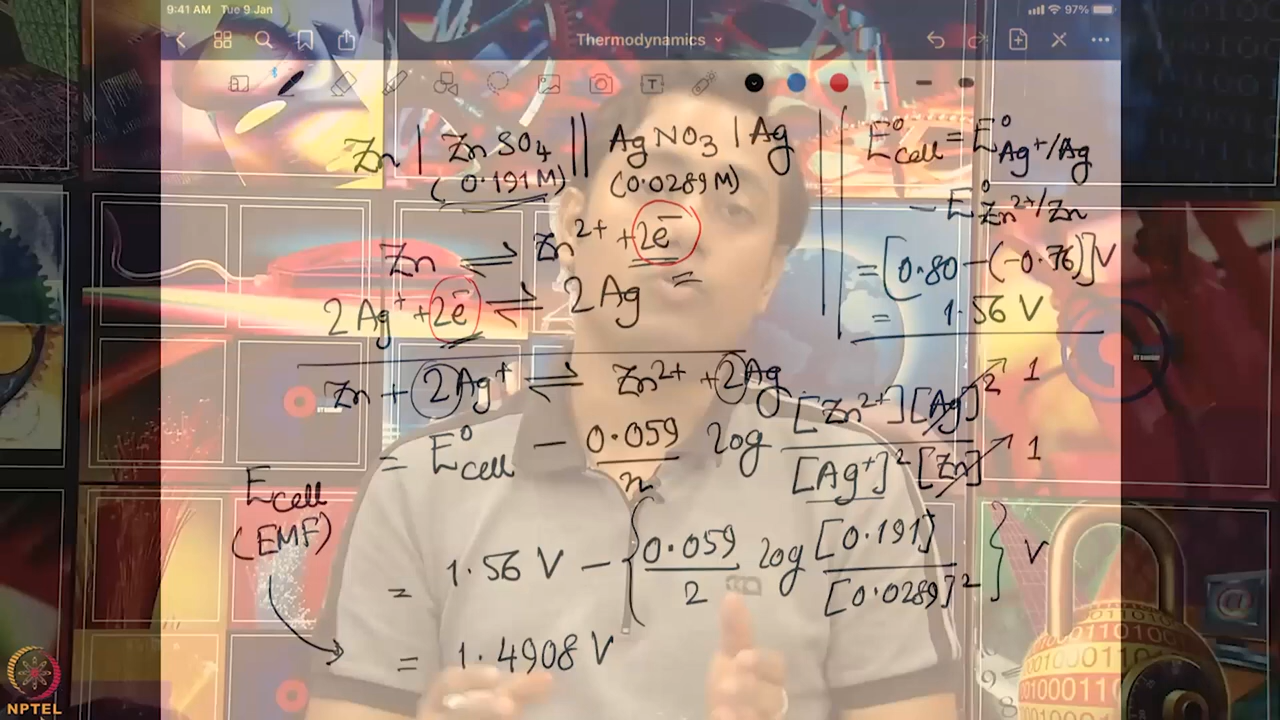 9:41 AM Tue 9 Jan
97%
Thermodynamics
Zn | ZnSO4 || AgNO3 | Ag
(0.191M) (0.0289M)
Zn ⇌ Zn²⁺ + 2e⁻
2Ag⁺ + 2e⁻ ⇌ 2Ag
Zn + 2Ag⁺ ⇌ Zn²⁺ + 2Ag
E°cell = E°Ag⁺/Ag
− E°Zn²⁺/Zn
= [0.80 − (−0.76)] V
= 1.56 V
Ecell (EMF) = E°cell − 0.059/n log [Zn²⁺][Ag]² → 1 / [Ag⁺]²[Zn] → 1
= 1.56 V − {0.059/2 log [0.191]/[0.0289]²} V
= 1.4908 V
NPTEL